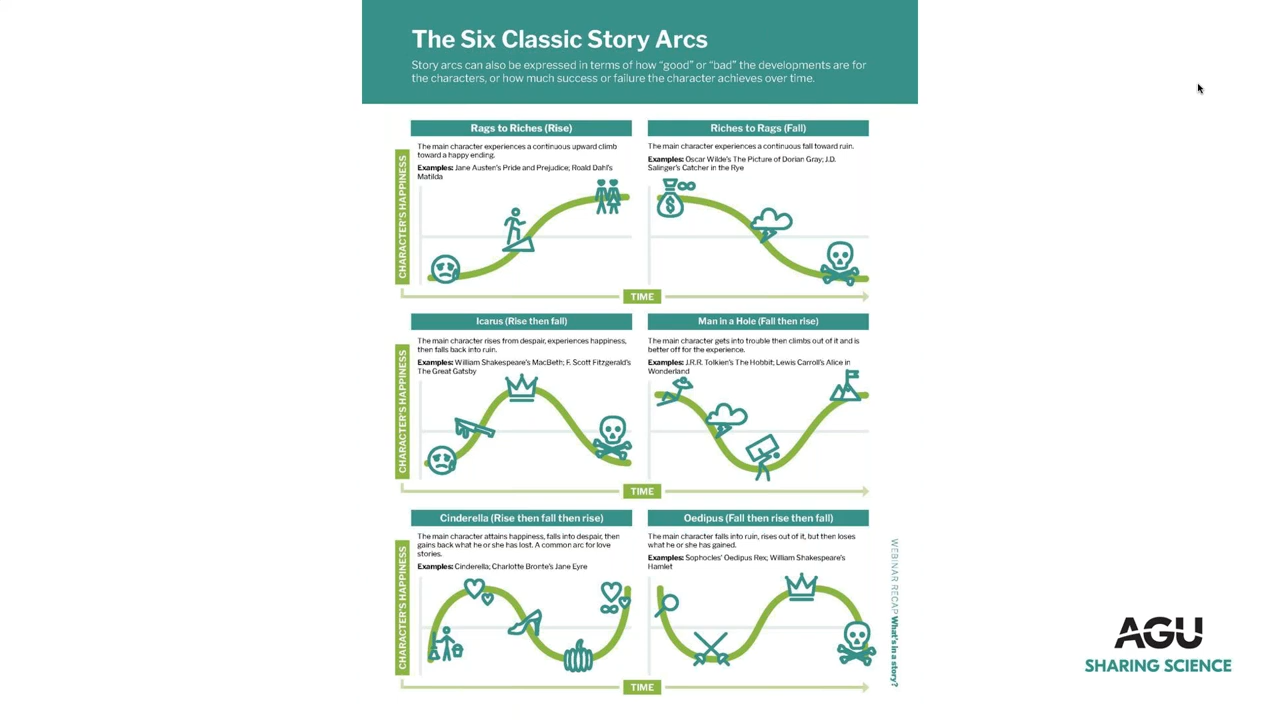 The Six Classic Story Arcs
Story arcs can also be expressed in terms of how “good” or “bad” the developments are for
the characters, or how much success or failure the character achieves over time.
Rags to Riches (Rise)
The main character experiences a continuous upward climb
toward a happy ending.
Examples: Jane Austen's Pride and Prejudice; Roald Dahl's
Matilda
Riches to Rags (Fall)
The main character experiences a continuous fall toward ruin.
Examples: Oscar Wilde's The Picture of Dorian Gray; J.D.
Salinger's Catcher in the Rye
CHARACTER'S HAPPINESS
$
TIME
Icarus (Rise then fall)
The main character rises from despair, experiences happiness,
then falls back into ruin.
Examples: William Shakespeare's MacBeth; F. Scott Fitzgerald's
The Great Gatsby
Man in a Hole (Fall then rise)
The main character gets into trouble then climbs out of it and is
better off for the experience.
Examples: J.R.R. Tolkien's The Hobbit; Lewis Carroll's Alice in
Wonderland
CHARACTER'S HAPPINESS
TIME
Cinderella (Rise then fall then rise)
The main character attains happiness, falls into despair, then
gains back what he or she has lost. A common arc for love
stories.
Examples: Cinderella; Charlotte Bronte's Jane Eyre
Oedipus (Fall then rise then fall)
The main character falls into ruin, rises out of it, but then loses
what he or she has gained.
Examples: Sophocles' Oedipus Rex; William Shakespeare's
Hamlet
CHARACTER'S HAPPINESS
TIME
WEBINAR RECAP What's in a story?
AGU
SHARING SCIENCE